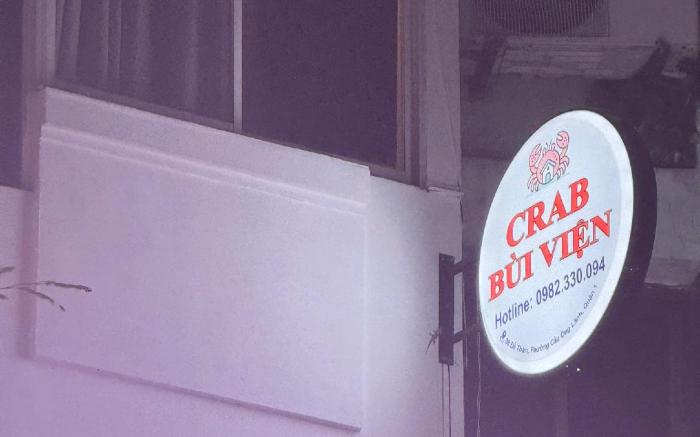 CRAB
BÙI VIỆN
Hotline: 0982.330.094
Đề Thám, Phường Cầu Ông Lãnh, Quận 1